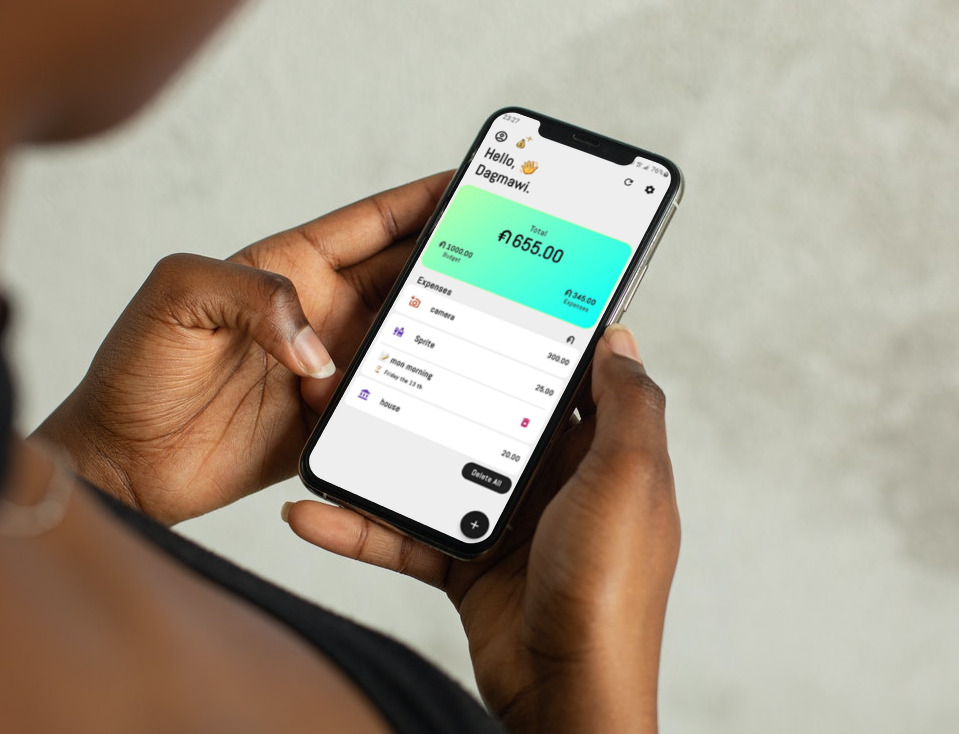 23:27
76%
Hello, 👋
Dagmawi.
Total
₼655.00
₼1000.00
Budget
₼345.00
Expenses
Expenses
₼
camera
300.00
Sprite
25.00
mon morning
Friday the 13 th
house
20.00
Delete All
+